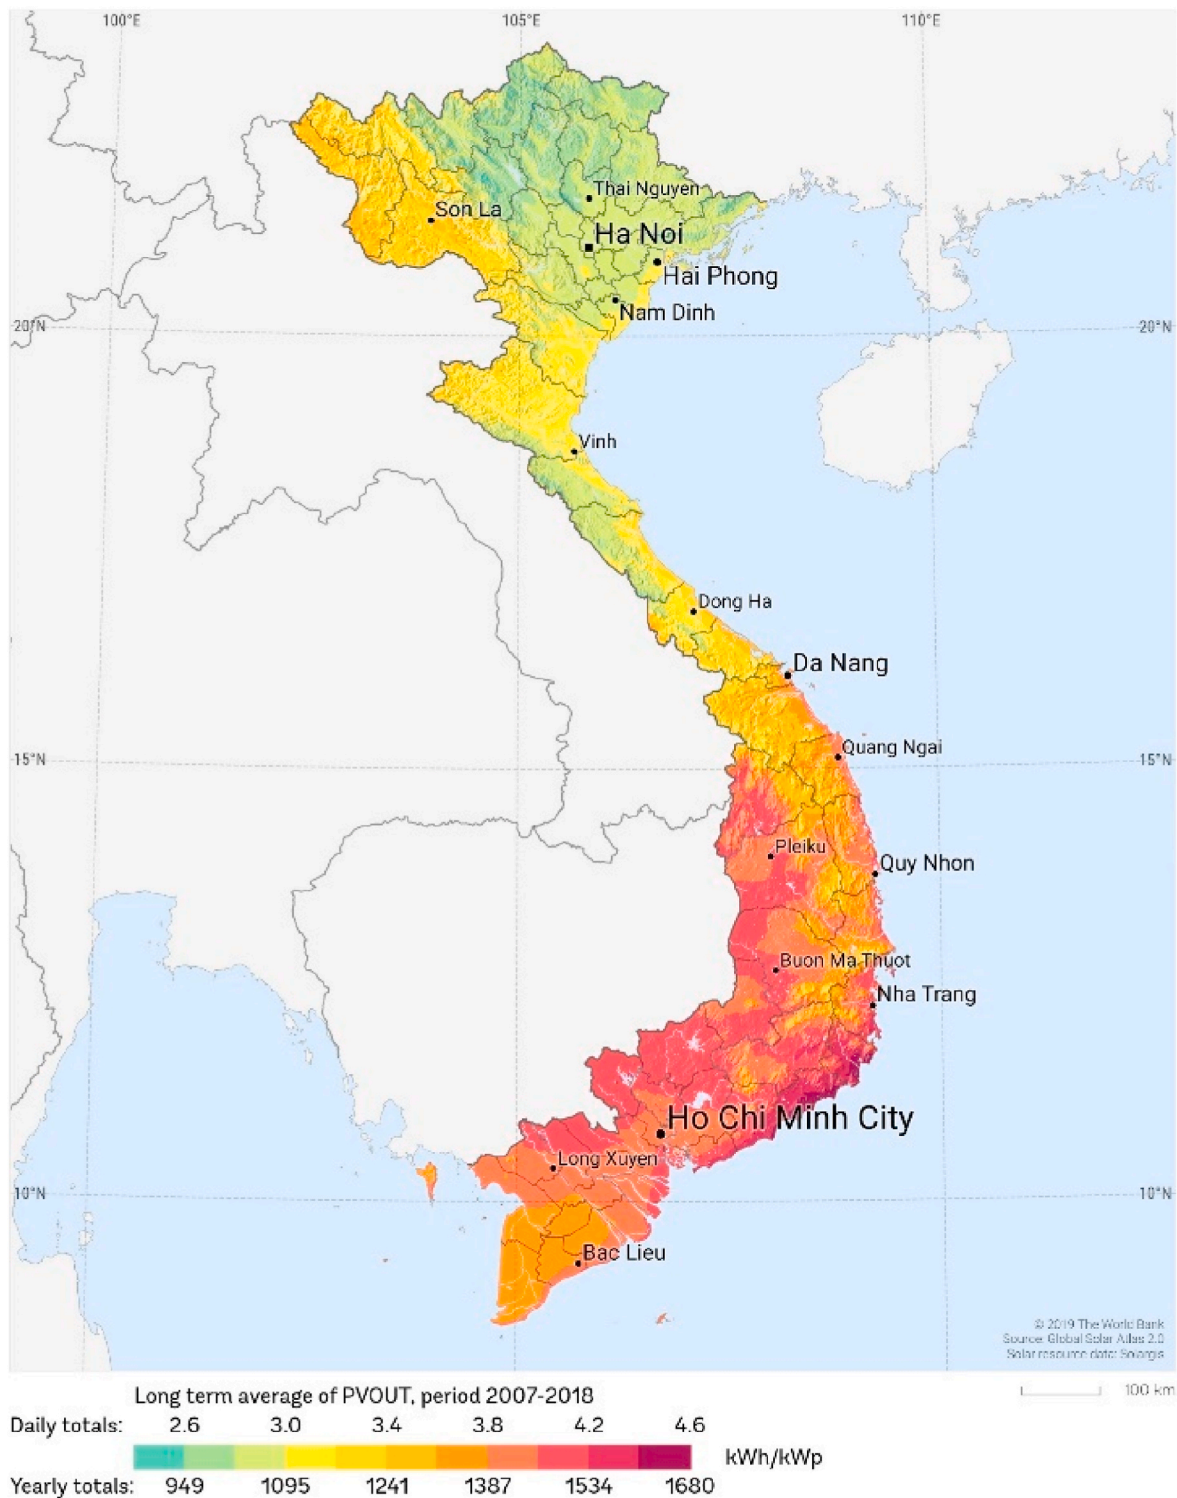 100°E 105°E 110°E
Thai Nguyen
Son La
Ha Noi
Hai Phong
Nam Dinh
20°N 20°N
Vinh
Dong Ha
Da Nang
Quang Ngai
15°N 15°N
Pleiku
Quy Nhon
Buon Ma Thuot
Nha Trang
Ho Chi Minh City
Long Xuyen
10°N 10°N
Bac Lieu
© 2019 The World Bank
Source: Global Solar Atlas 2.0
Solar resource data: Solargis
Long term average of PVOUT, period 2007-2018
100 km
Daily totals: 2.6 3.0 3.4 3.8 4.2 4.6
kWh/kWp
Yearly totals: 949 1095 1241 1387 1534 1680